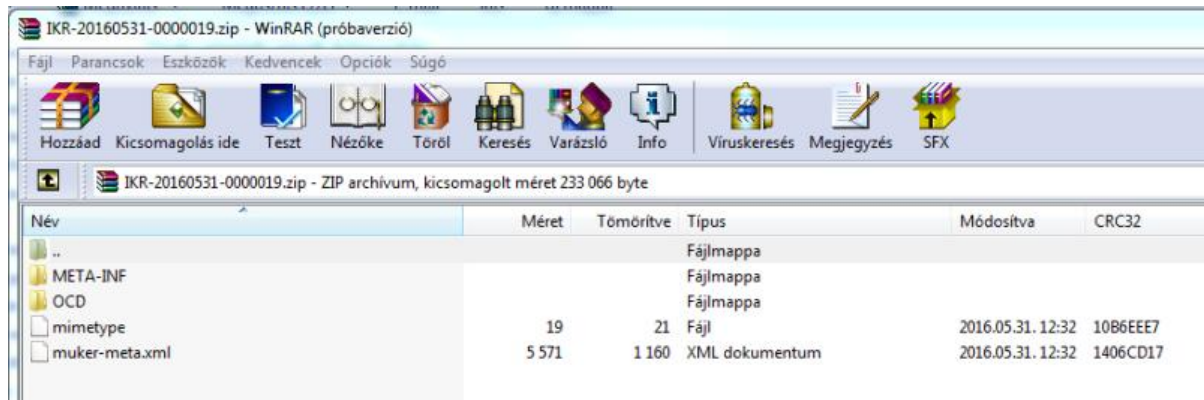 IKR-20160531-0000019.zip - WinRAR (próbaverzió)
Fájl Parancsok Eszközök Kedvencek Opciók Súgó
Hozzáad Kicsomagolás ide Teszt Nézőke Töröl Keresés Varázsló Info Víruskeresés Megjegyzés SFX
IKR-20160531-0000019.zip - ZIP archívum, kicsomagolt méret 233 066 byte
Név Méret Tömörítve Típus Módosítva CRC32
.. Fájlmappa
META-INF Fájlmappa
OCD Fájlmappa
mimetype 19 21 Fájl 2016.05.31. 12:32 10B6EEE7
muker-meta.xml 5 571 1 160 XML dokumentum 2016.05.31. 12:32 1406CD17